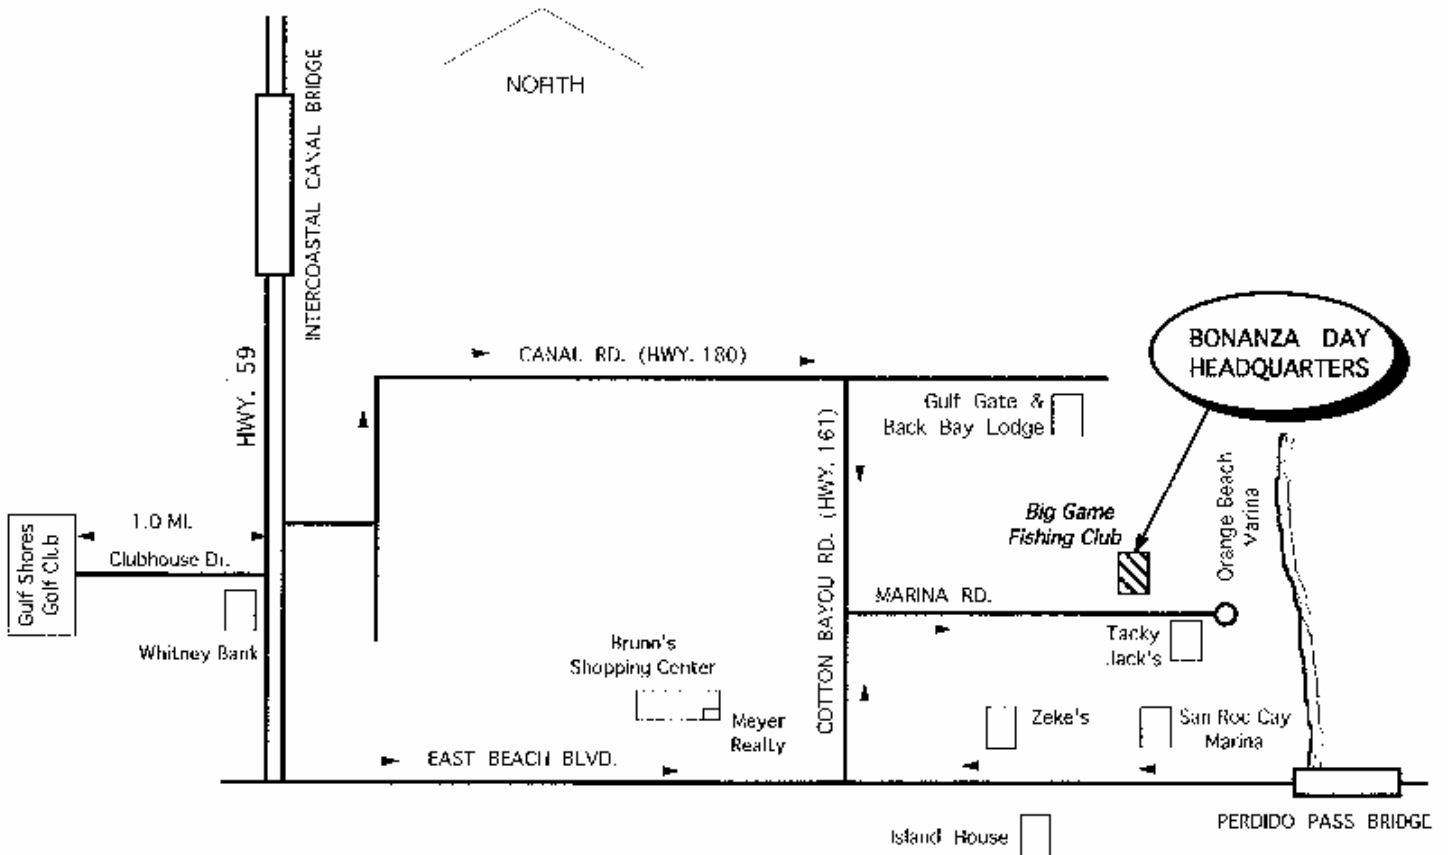 NORTH
INTERCOASTAL CANAL BRIDGE
HWY. 59
CANAL RD. (HWY. 180)
BONANZA DAY
HEADQUARTERS
Gulf Gate &
Back Bay Lodge
COTTON BAYOU RD. (HWY. 161)
Big Game
Fishing Club
Orange Beach
Marina
Gulf Shores
Golf Club
1.0 MI.
Clubhouse Dr.
Whitney Bank
MARINA RD.
Tacky
Jack's
Bruno's
Shopping Center
Meyer
Realty
Zeke's
San Roc Cay
Marina
EAST BEACH BLVD.
PERDIDO PASS BRIDGE
Island House